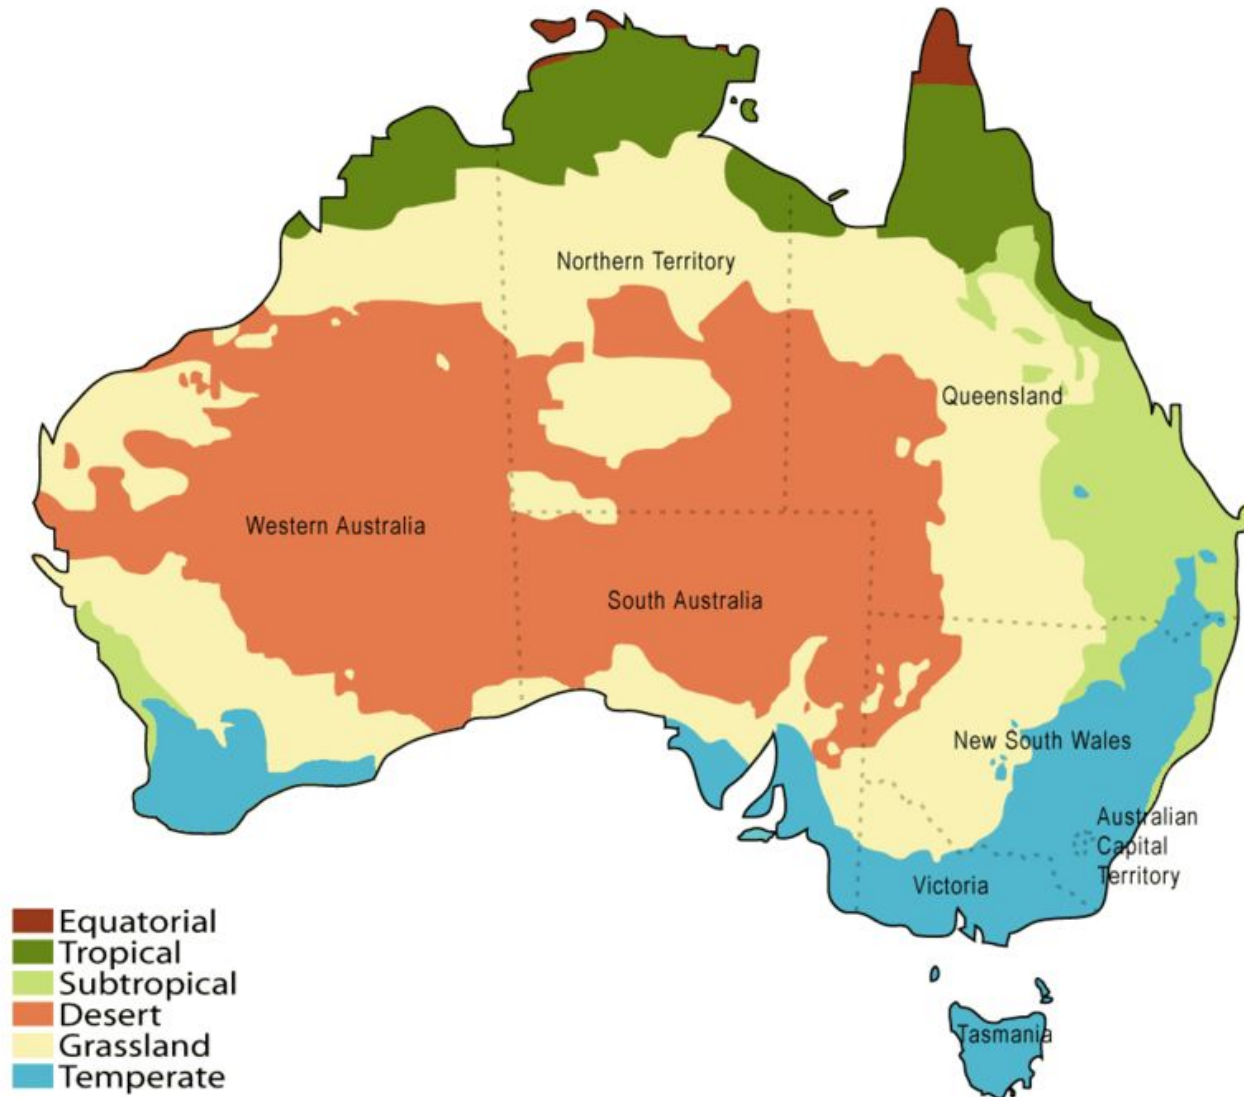 Northern Territory
Queensland
Western Australia
South Australia
New South Wales
Australian
Capital
Territory
Victoria
Tasmania
Equatorial
Tropical
Subtropical
Desert
Grassland
Temperate